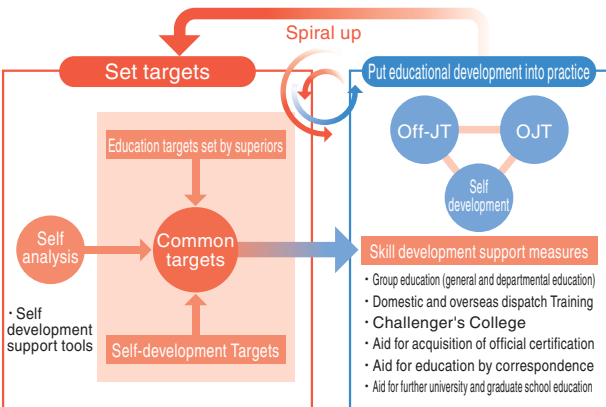 Spiral up
Set targets
Education targets set by superiors
Self
analysis
Common
targets
・Self
development
support tools
Self-development Targets
Put educational development into practice
Off-JT
OJT
Self
development
Skill development support measures
・Group education (general and departmental education)
・Domestic and overseas dispatch Training
・Challenger's College
・Aid for acquisition of official certification
・Aid for education by correspondence
・Aid for further university and graduate school education